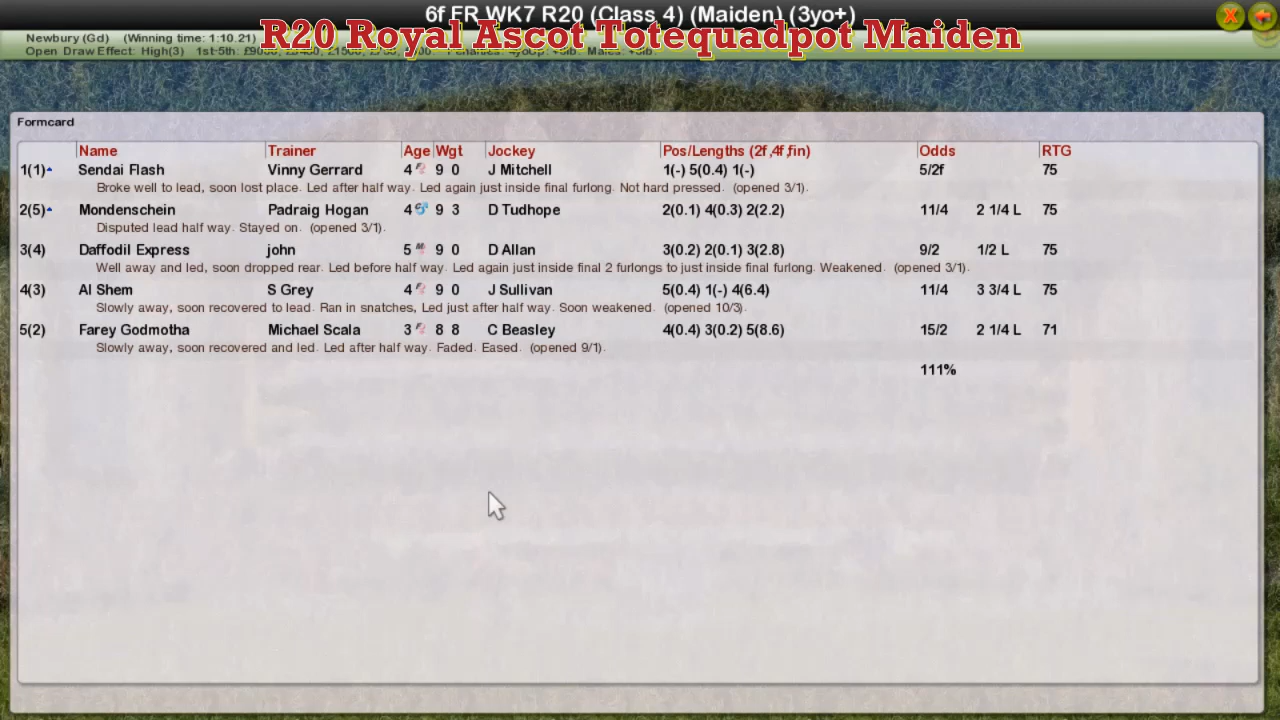 6f FR WK7 R20 (Class 4) (Maiden) (3yo+)
R20 Royal Ascot Totequadpot Maiden
Newbury (Gd) (Winning time: 1:10.21)
Open Draw Effect: High(3) 1st-5th:
Formcard
Name Trainer Age Wgt Jockey Pos/Lengths (2f,4f,fin) Odds RTG
1(1) Sendai Flash Vinny Gerrard 4 9 0 J Mitchell 1(-) 5(0.4) 1(-) 5/2f 75
Broke well to lead, soon lost place. Led after half way. Led again just inside final furlong. Not hard pressed. (opened 3/1).
2(5) Mondenschein Padraig Hogan 4 9 3 D Tudhope 2(0.1) 4(0.3) 2(2.2) 11/4 2 1/4 L 75
Disputed lead half way. Stayed on. (opened 3/1).
3(4) Daffodil Express john 5 9 0 D Allan 3(0.2) 2(0.1) 3(2.8) 9/2 1/2 L 75
Well away and led, soon dropped rear. Led before half way. Led again just inside final 2 furlongs to just inside final furlong. Weakened. (opened 3/1).
4(3) Al Shem S Grey 4 9 0 J Sullivan 5(0.4) 1(-) 4(6.4) 11/4 3 3/4 L 75
Slowly away, soon recovered to lead. Ran in snatches, Led just after half way. Soon weakened. (opened 10/3).
5(2) Farey Godmotha Michael Scala 3 8 8 C Beasley 4(0.4) 3(0.2) 5(8.6) 15/2 2 1/4 L 71
Slowly away, soon recovered and led. Led after half way. Faded. Eased. (opened 9/1).
111%